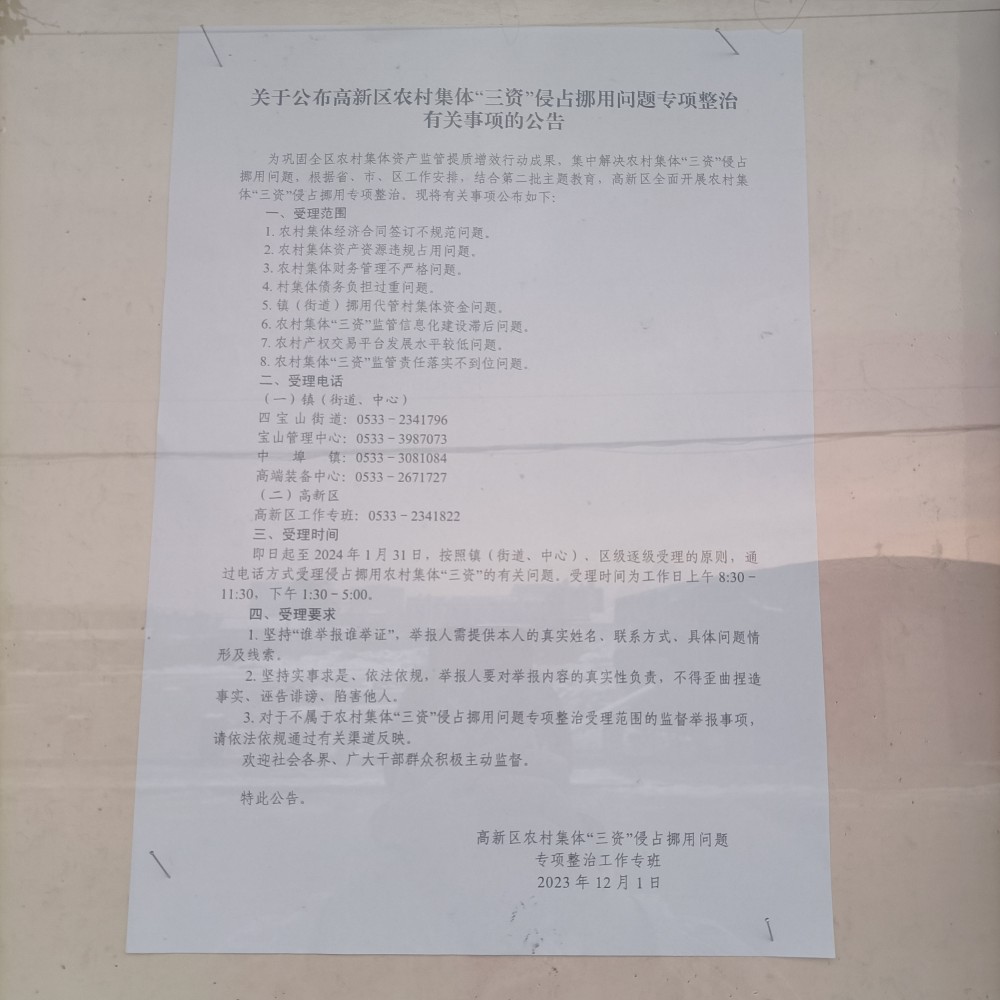 关于公布高新区农村集体“三资”侵占挪用问题专项整治
有关事项的公告
为巩固全区农村集体资产监管提质增效行动成果，集中解决农村集体“三资”侵占
挪用问题，根据省、市、区工作安排，结合第二批主题教育，高新区全面开展农村集
体“三资”侵占挪用专项整治。现将有关事项公布如下：
一、受理范围
1. 农村集体经济合同签订不规范问题。
2. 农村集体资产资源违规占用问题。
3. 农村集体财务管理不严格问题。
4. 村集体债务负担过重问题。
5. 镇（街道）挪用代管村集体资金问题。
6. 农村集体“三资”监管信息化建设滞后问题。
7. 农村产权交易平台发展水平较低问题。
8. 农村集体“三资”监管责任落实不到位问题。
二、受理电话
（一）镇（街道、中心）
四宝山街道：0533－2341796
宝山管理中心：0533－3987073
中埠镇：0533－3081084
高端装备中心：0533－2671727
（二）高新区
高新区工作专班：0533－2341822
三、受理时间
即日起至 2024 年 1 月 31 日，按照镇（街道、中心）、区级逐级受理的原则，通
过电话方式受理侵占挪用农村集体“三资”的有关问题。受理时间为工作日上午 8:30－
11:30，下午 1:30－5:00。
四、受理要求
1. 坚持“谁举报谁举证”，举报人需提供本人的真实姓名、联系方式、具体问题情
形及线索。
2. 坚持实事求是、依法依规，举报人要对举报内容的真实性负责，不得歪曲捏造
事实、诬告诽谤、陷害他人。
3. 对于不属于农村集体“三资”侵占挪用问题专项整治受理范围的监督举报事项，
请依法依规通过有关渠道反映。
欢迎社会各界、广大干部群众积极主动监督。
特此公告。
高新区农村集体“三资”侵占挪用问题
专项整治工作专班
2023 年 12 月 1 日